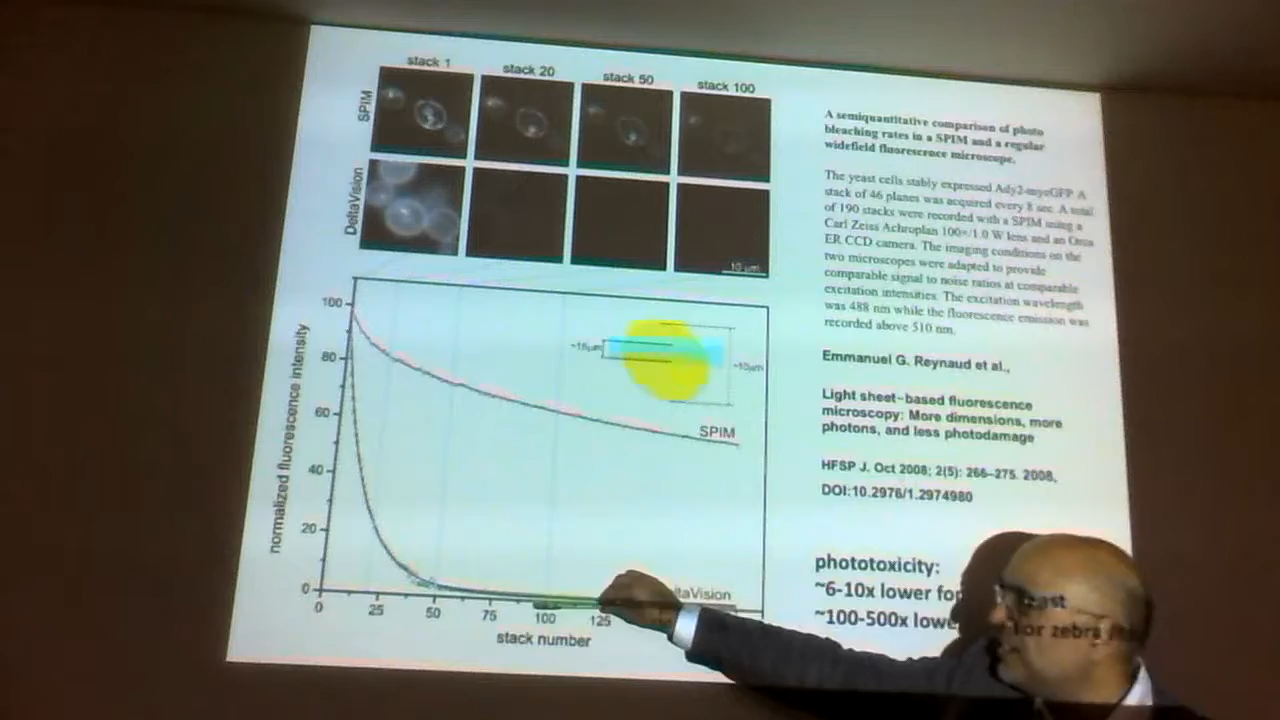 stack 1
stack 20
stack 50
stack 100
SPIM
DeltaVision
10 µm
A semiquantitative comparison of photo
bleaching rates in a SPIM and a regular
widefield fluorescence microscope.
The yeast cells stably expressed Ady2-myeGFP. A
stack of 46 planes was acquired every 8 sec. A total
of 190 stacks were recorded with a SPIM using a
Carl Zeiss Achroplan 100×/1.0 W lens and an Orca
ER CCD camera. The imaging conditions on the
two microscopes were adapted to provide
comparable signal to noise ratios at comparable
excitation intensities. The excitation wavelength
was 488 nm while the fluorescence emission was
recorded above 510 nm.
Emmanuel G. Reynaud et al.,
Light sheet-based fluorescence
microscopy: More dimensions, more
photons, and less photodamage
HFSP J. Oct 2008; 2(5): 266–275. 2008,
DOI:10.2976/1.2974980
phototoxicity:
~6-10x lower for yeast
~100-500x lower for zebra
normalized fluorescence intensity
100
80
60
40
20
0
~10µm
SPIM
ltaVision
0
25
50
75
100
125
stack number